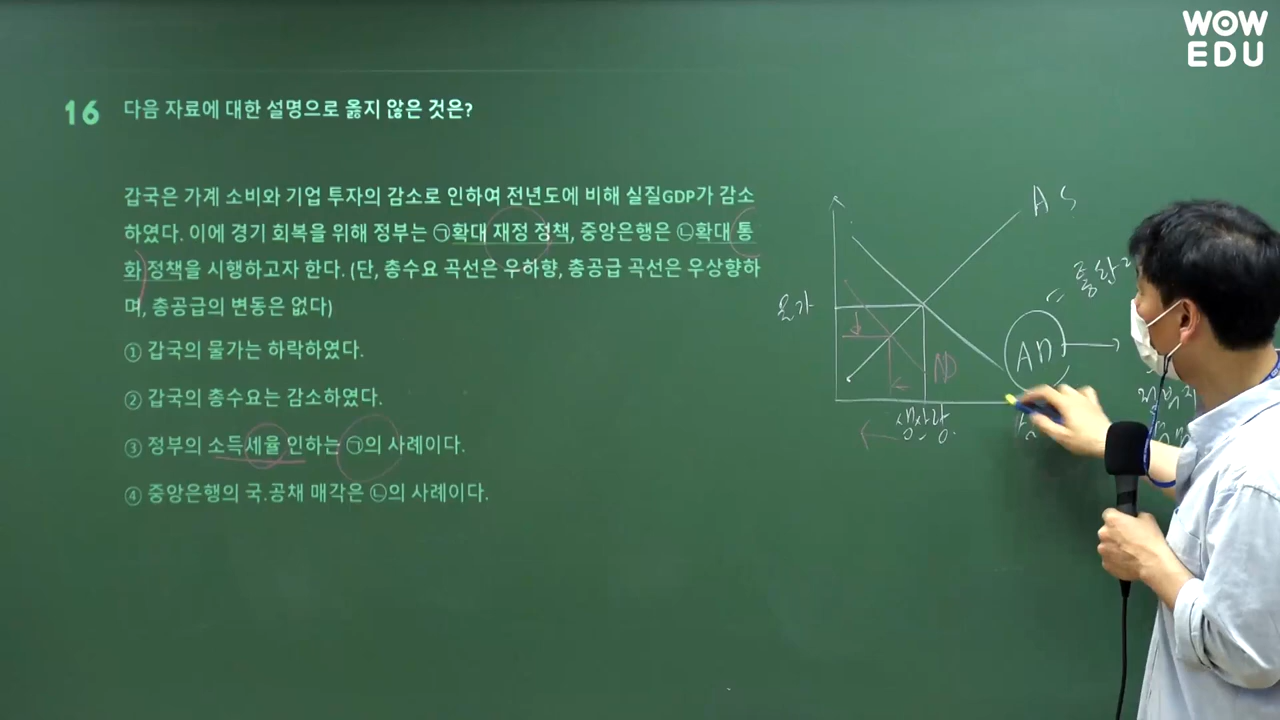 WOW
EDU
16 다음 자료에 대한 설명으로 옳지 않은 것은?
갑국은 가계 소비와 기업 투자의 감소로 인하여 전년도에 비해 실질GDP가 감소
하였다. 이에 경기 회복을 위해 정부는 ㉠확대 재정 정책, 중앙은행은 ㉡확대 통
화 정책을 시행하고자 한다. (단, 총수요 곡선은 우하향, 총공급 곡선은 우상향하
며, 총공급의 변동은 없다)
① 갑국의 물가는 하락하였다.
② 갑국의 총수요는 감소하였다.
③ 정부의 소득세율 인하는 ㉠의 사례이다.
④ 중앙은행의 국.공채 매각은 ㉡의 사례이다.
AS
물가
AD
AD